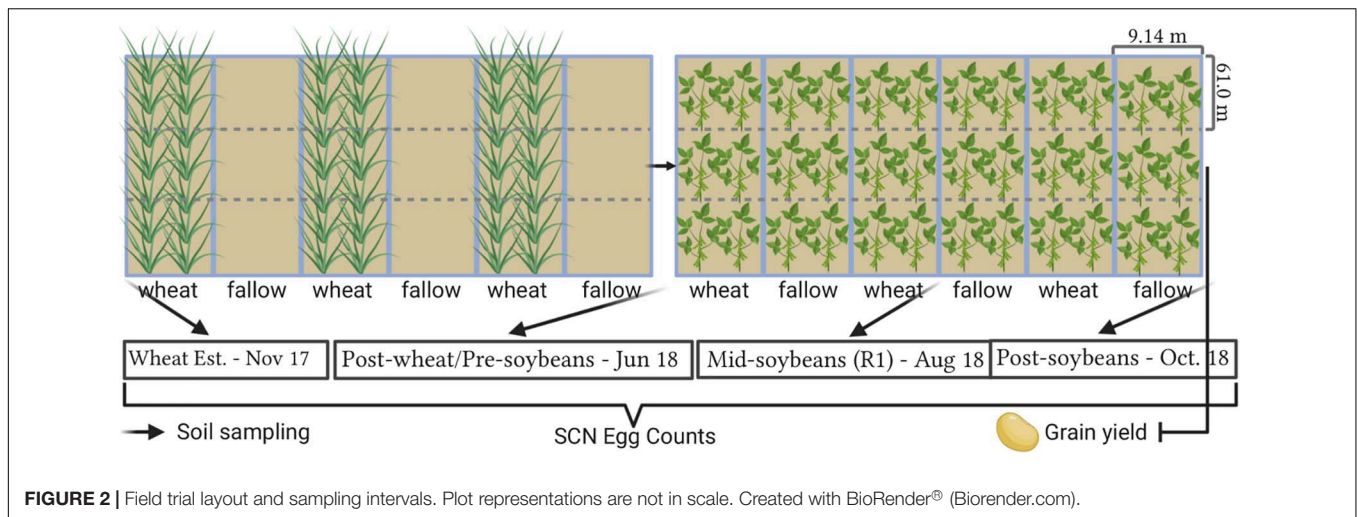 9.14 m
61.0 m
wheat fallow wheat fallow wheat fallow wheat fallow wheat fallow wheat fallow
Wheat Est. - Nov 17 Post-wheat/Pre-soybeans - Jun 18 Mid-soybeans (R1) - Aug 18 Post-soybeans - Oct. 18
Soil sampling SCN Egg Counts Grain yield
FIGURE 2 | Field trial layout and sampling intervals. Plot representations are not in scale. Created with BioRender® (Biorender.com).